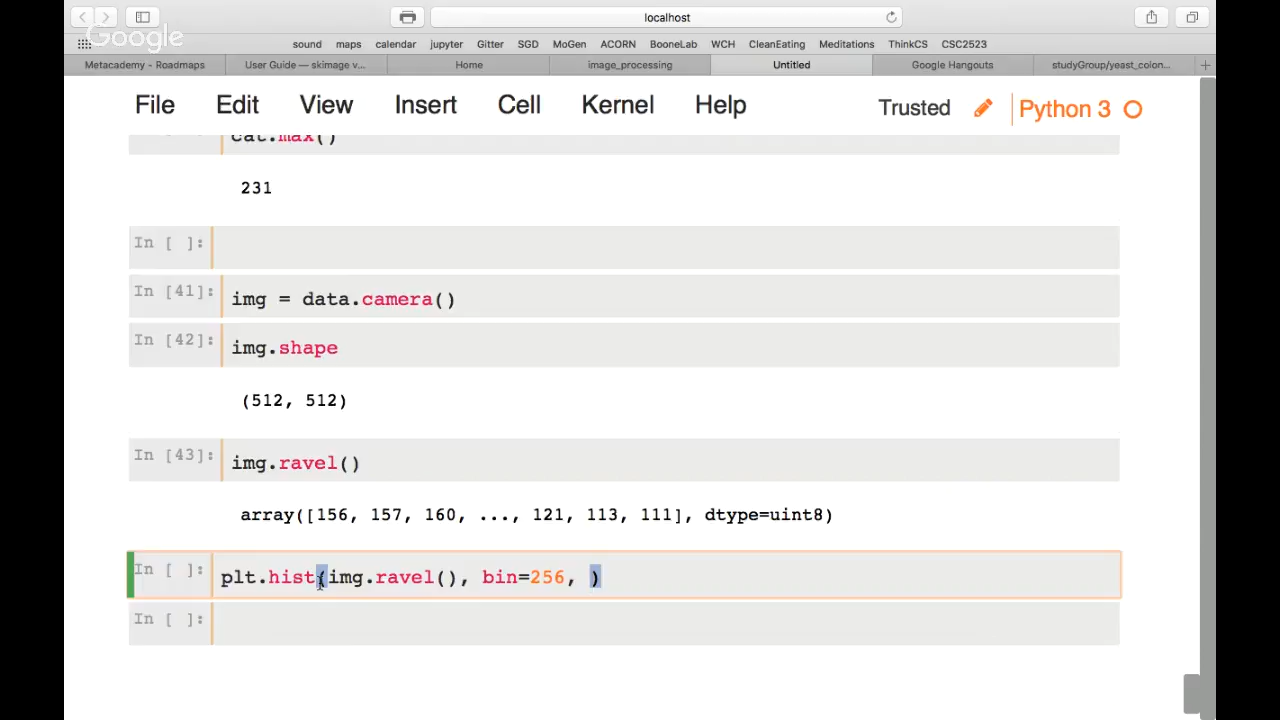 localhost
Google
sound maps calendar jupyter Gitter SGD MoGen ACORN BooneLab WCH CleanEating Meditations ThinkCS CSC2523
Metacademy - Roadmaps User Guide — skimage v... Home image_processing Untitled Google Hangouts studyGroup/yeast_colon...
File Edit View Insert Cell Kernel Help Trusted Python 3
cat.max()
231
In [ ]:
In [41]: img = data.camera()
In [42]: img.shape
(512, 512)
In [43]: img.ravel()
array([156, 157, 160, ..., 121, 113, 111], dtype=uint8)
In [ ]: plt.hist(img.ravel(), bin=256, )
In [ ]: